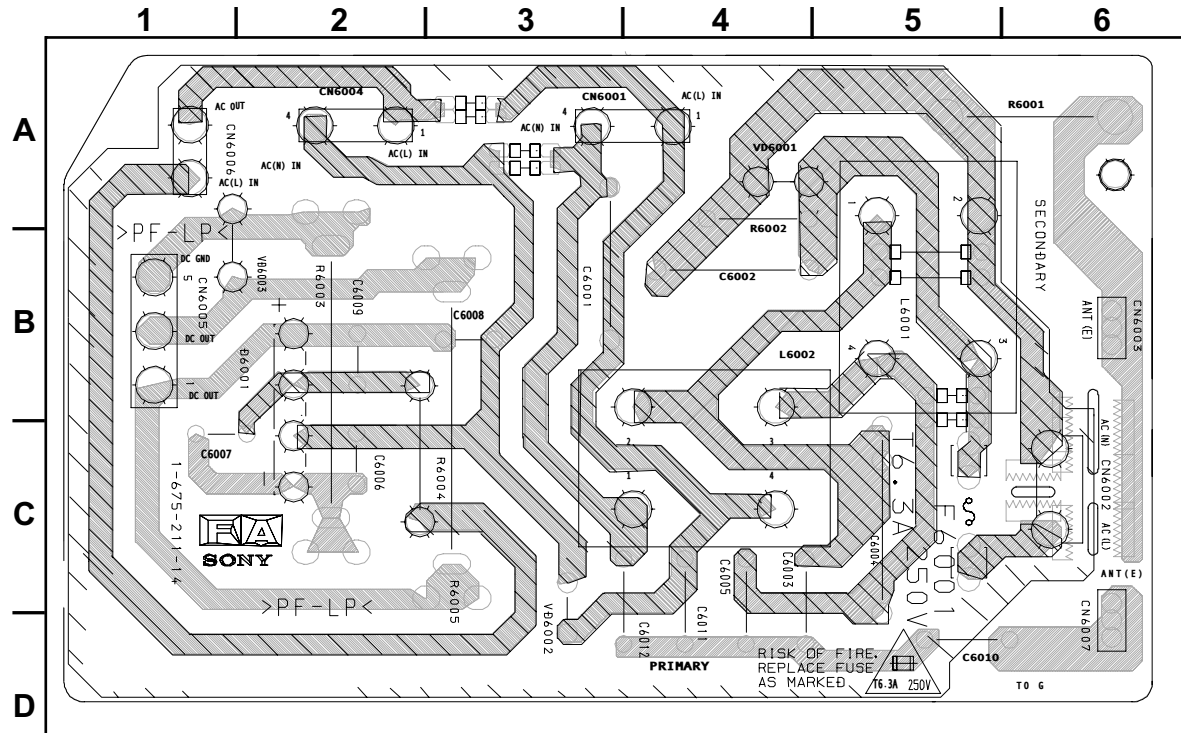 1 2 3 4 5 6
A
B
C
D
AC OUT
CN6004
4
1
AC(L) IN
AC(N) IN
CN6006
AC(L) IN
AC(N) IN
CN6001
4
1
AC(L) IN
R6001
VD6001
1
2
R6002
C6002
SECONDARY
>PF-LP<
DC GND
5
CN6005
DC OUT
1
DC OUT
VD6003
R6003
C6009
+
C6008
C6001
L6001
4
3
ANT(E)
CN6003
D6001
L6002
2
3
1
4
C6007
C6006
R6004
1-675-211-14
FA
SONY
>PF-LP<
R6005
VD6002
C6012
C6011
C6005
C6003
C6004
T6.3A 250V
F6001
AC(N)
CN6002
AC(L)
ANT(E)
CN6007
PRIMARY
RISK OF FIRE.
REPLACE FUSE
AS MARKED
T6.3A 250V
C6010
TO G